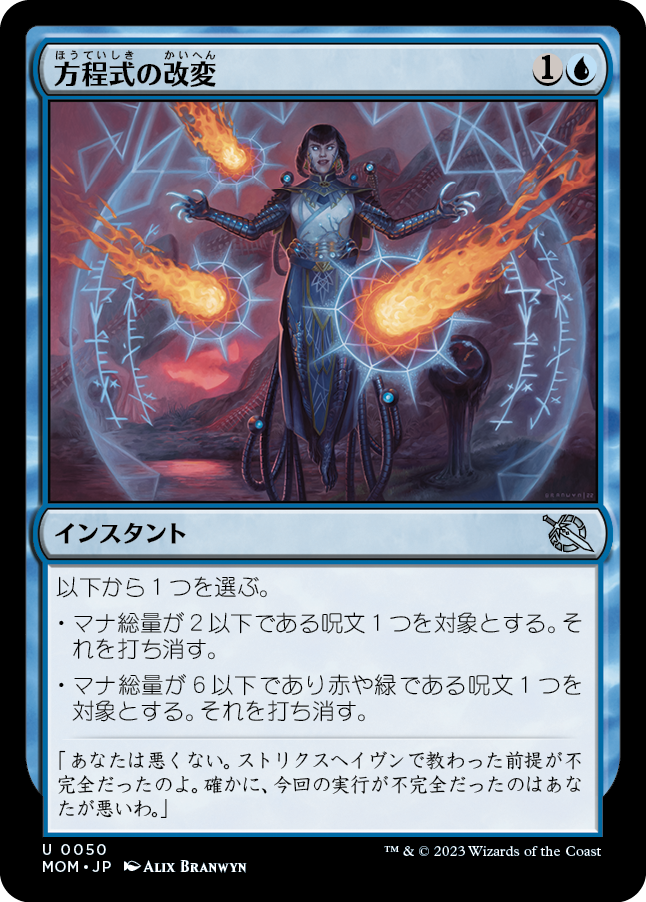 ほうていしき かいへん
方程式の改変 1
BRANWYN 22
インスタント
以下から1つを選ぶ。
・マナ総量が2以下である呪文1つを対象とする。そ
れを打ち消す。
・マナ総量が6以下であり赤や緑である呪文1つを
対象とする。それを打ち消す。
「あなたは悪くない。ストリクスヘイヴンで教わった前提が不
完全だったのよ。確かに、今回の実行が不完全だったのはあな
たが悪いわ。」
U 0050
MOM・JP Alix Branwyn
™ & © 2023 Wizards of the Coast